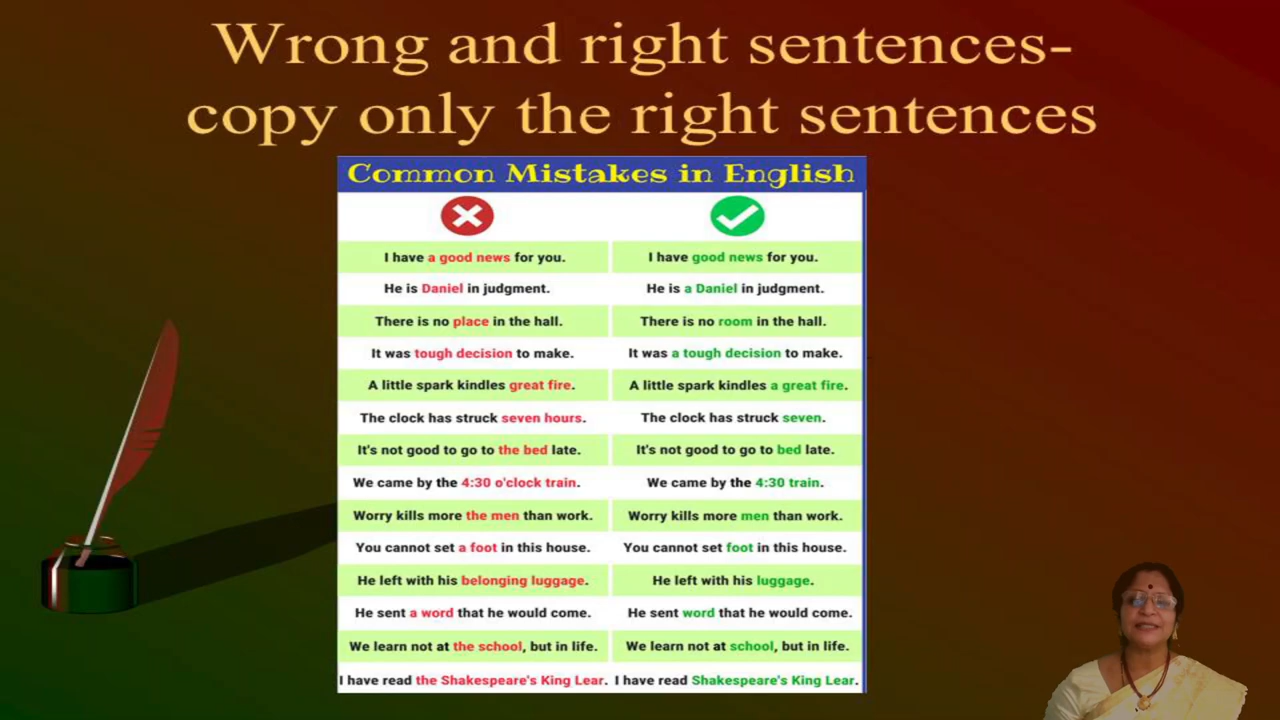 Wrong and right sentences-
copy only the right sentences
Common Mistakes in English
I have a good news for you. I have good news for you.
He is Daniel in judgment. He is a Daniel in judgment.
There is no place in the hall. There is no room in the hall.
It was tough decision to make. It was a tough decision to make.
A little spark kindles great fire. A little spark kindles a great fire.
The clock has struck seven hours. The clock has struck seven.
It's not good to go to the bed late. It's not good to go to bed late.
We came by the 4:30 o'clock train. We came by the 4:30 train.
Worry kills more the men than work. Worry kills more men than work.
You cannot set a foot in this house. You cannot set foot in this house.
He left with his belonging luggage. He left with his luggage.
He sent a word that he would come. He sent word that he would come.
We learn not at the school, but in life. We learn not at school, but in life.
I have read the Shakespeare's King Lear. I have read Shakespeare's King Lear.